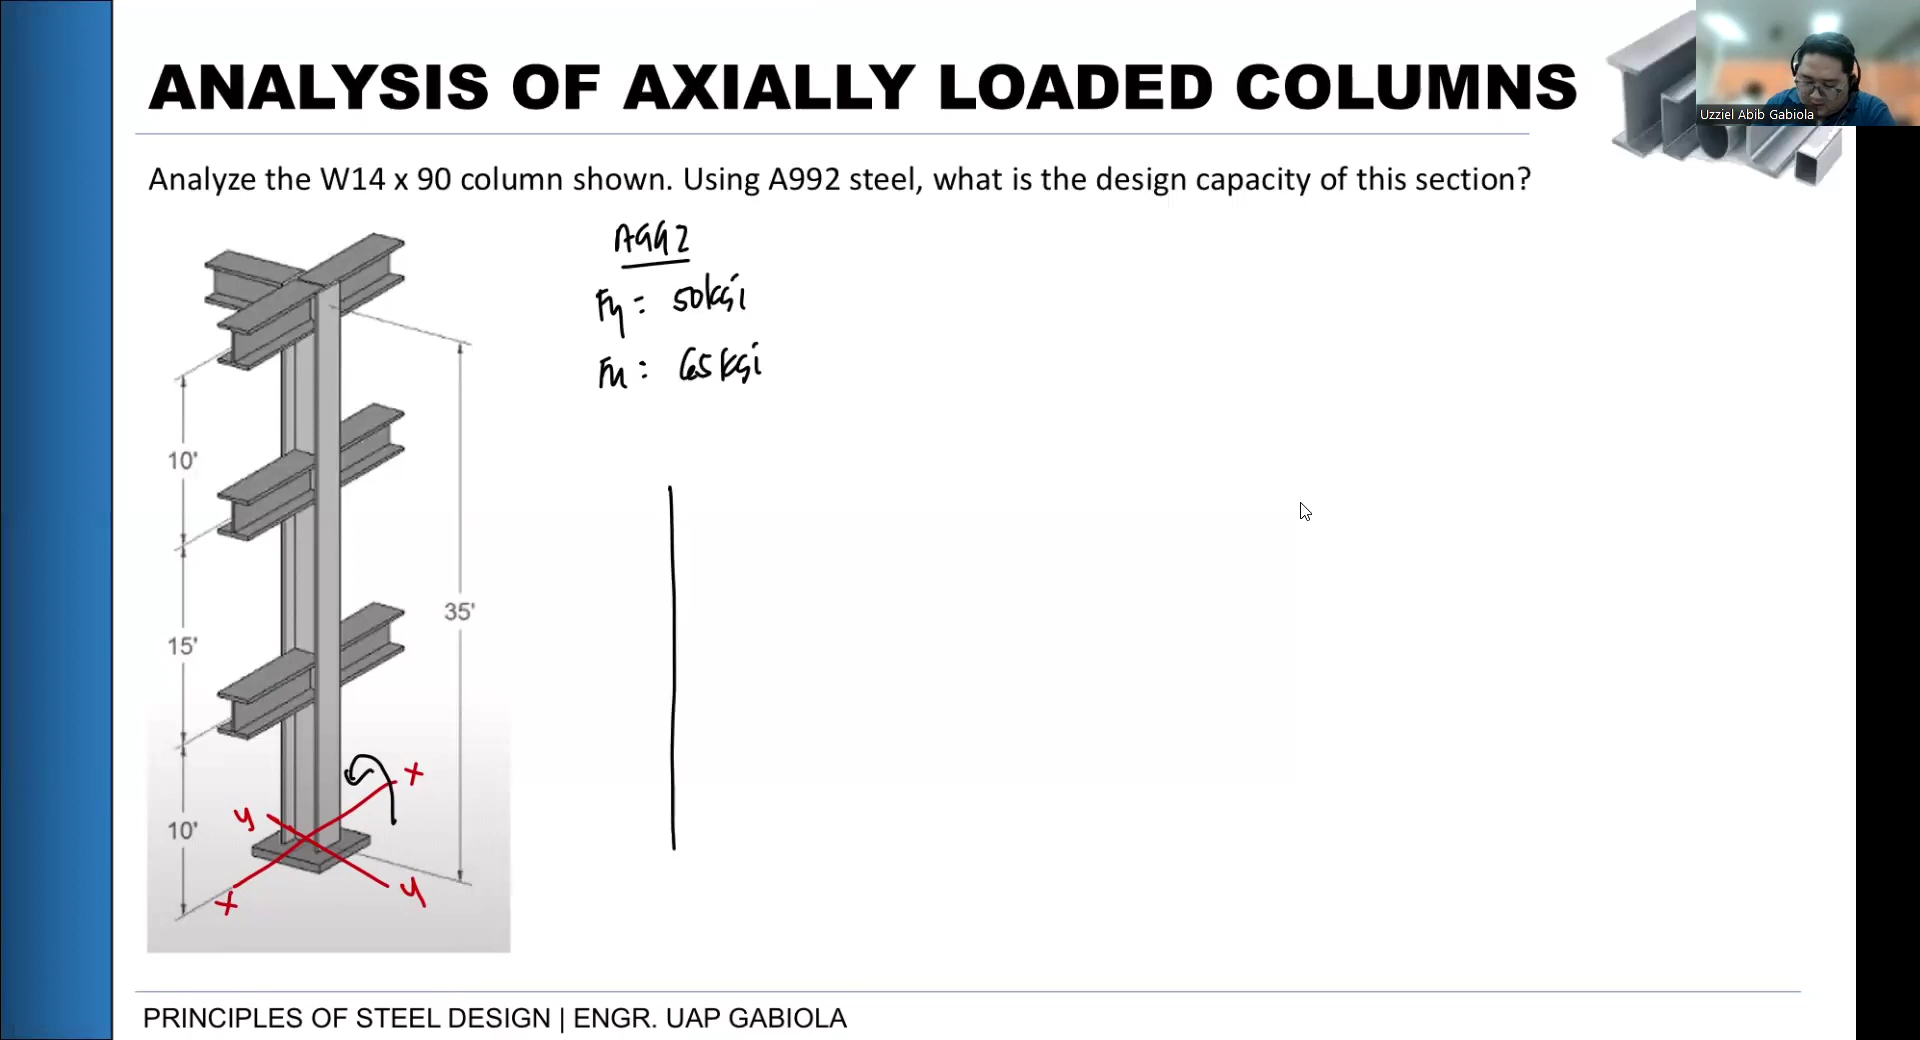 ANALYSIS OF AXIALLY LOADED COLUMNS
Uzziel Abib Gabiola
Analyze the W14 x 90 column shown. Using A992 steel, what is the design capacity of this section?
A992
Fy = 50ksi
Fu = 65ksi
10'
15'
35'
10'
x
y
x
y
PRINCIPLES OF STEEL DESIGN | ENGR. UAP GABIOLA